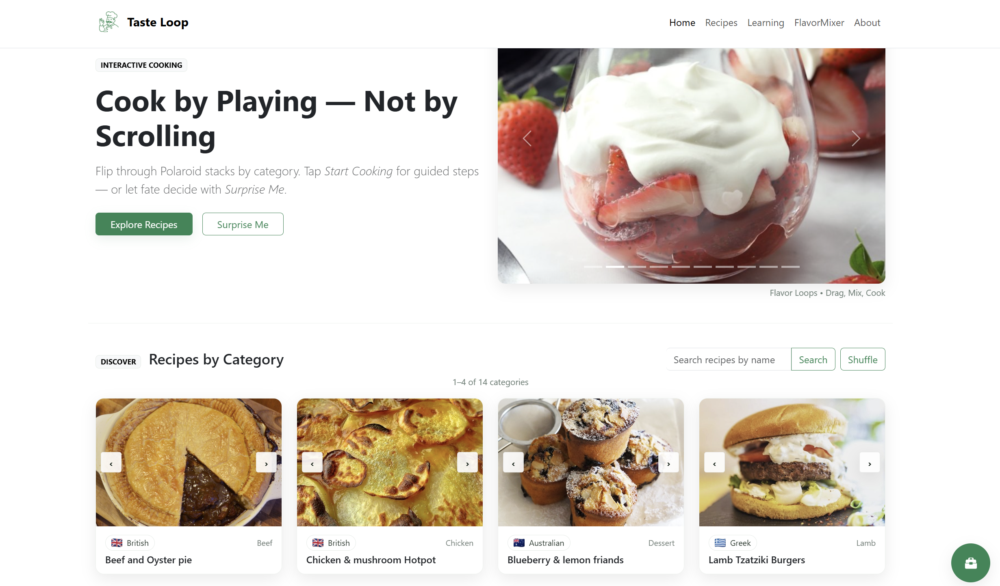 Taste Loop
Home Recipes Learning FlavorMixer About
INTERACTIVE COOKING
Cook by Playing — Not by
Scrolling
Flip through Polaroid stacks by category. Tap Start Cooking for guided steps
— or let fate decide with Surprise Me.
Explore Recipes
Surprise Me
Flavor Loops • Drag, Mix, Cook
DISCOVER Recipes by Category
Search recipes by name Search Shuffle
1–4 of 14 categories
British Beef
Beef and Oyster pie
British Chicken
Chicken & mushroom Hotpot
Australian Dessert
Blueberry & lemon friands
Greek Lamb
Lamb Tzatziki Burgers